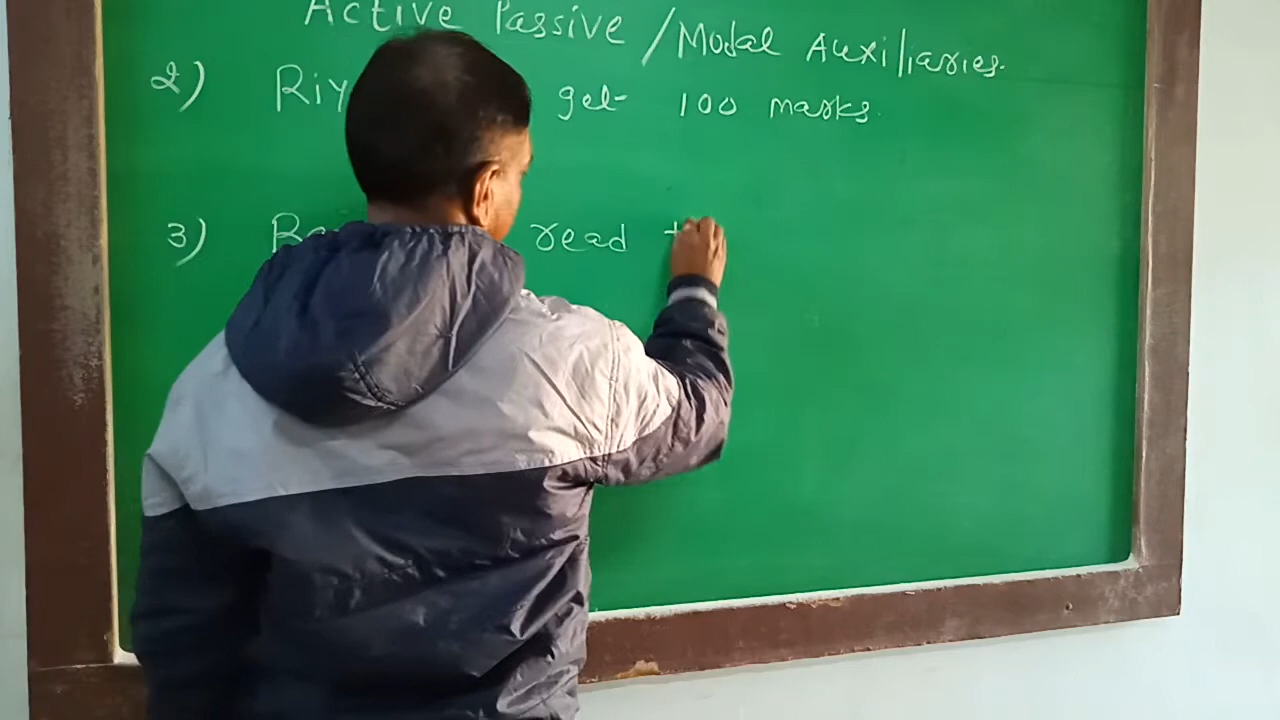 Active Passive / Modal Auxiliaries.
2) Riy get 100 marks.
3) read